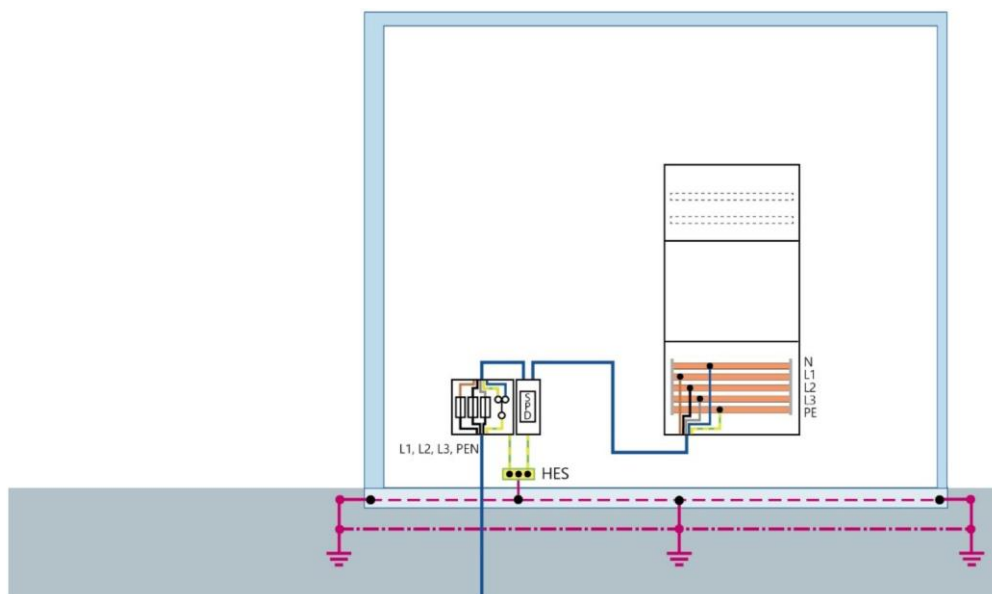 N
L1
L2
L3
PE
SPD
L1, L2, L3, PEN
HES